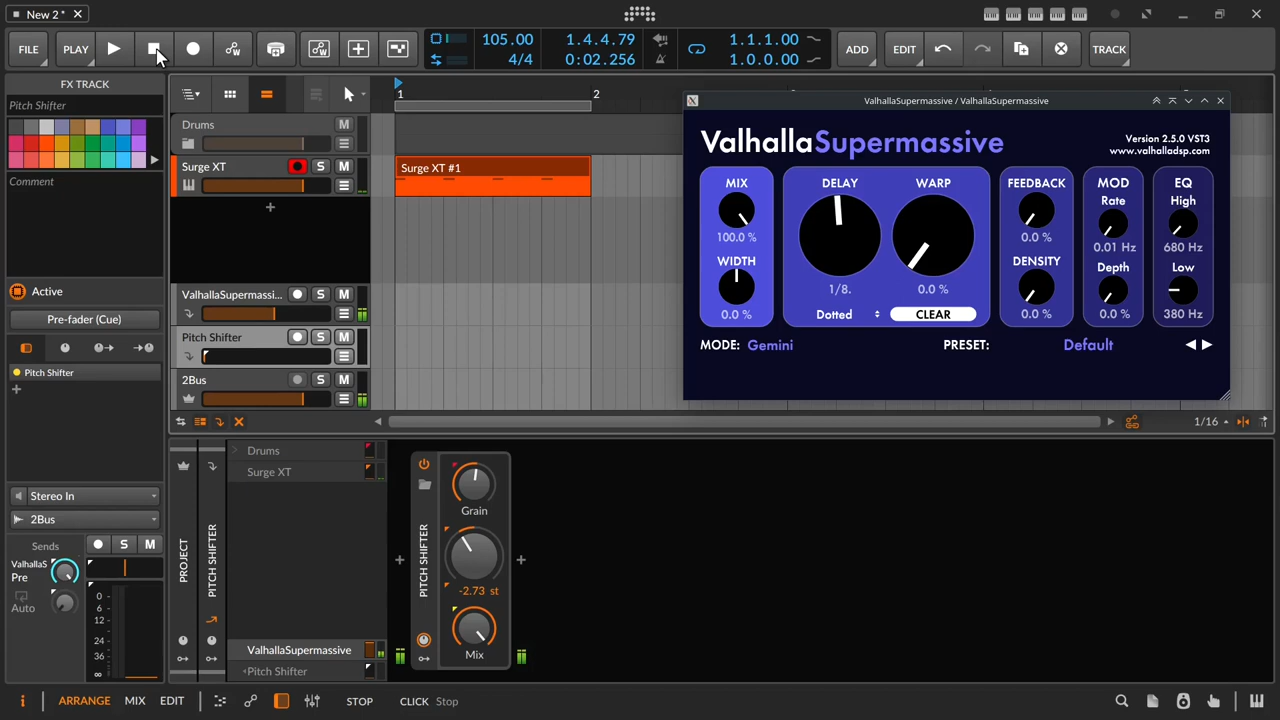 New 2 *
FILE
PLAY
105.00
4/4
1.4.4.79
0:02.256
1.1.1.00
1.0.0.00
ADD
EDIT
TRACK
FX TRACK
Pitch Shifter
Comment
Active
Pre-fader (Cue)
Pitch Shifter
Stereo In
2Bus
Sends
S
M
ValhallaS
Pre
Auto
0
6
12
24
36
∞
1
2
Drums
M
Surge XT
S
M
Surge XT #1
ValhallaSupermassi...
S
M
Pitch Shifter
S
M
2Bus
S
M
1/16
ValhallaSupermassive / ValhallaSupermassive
ValhallaSupermassive
Version 2.5.0 VST3
www.valhalladsp.com
MIX
100.0 %
WIDTH
0.0 %
DELAY
1/8.
Dotted
WARP
0.0 %
CLEAR
FEEDBACK
0.0 %
DENSITY
0.0 %
MOD
Rate
0.01 Hz
Depth
0.0 %
EQ
High
680 Hz
Low
380 Hz
MODE: Gemini
PRESET: Default
PROJECT
PITCH SHIFTER
Drums
Surge XT
ValhallaSupermassive
Pitch Shifter
PITCH SHIFTER
Grain
-2.73 st
Mix
ARRANGE
MIX
EDIT
STOP
CLICK Stop